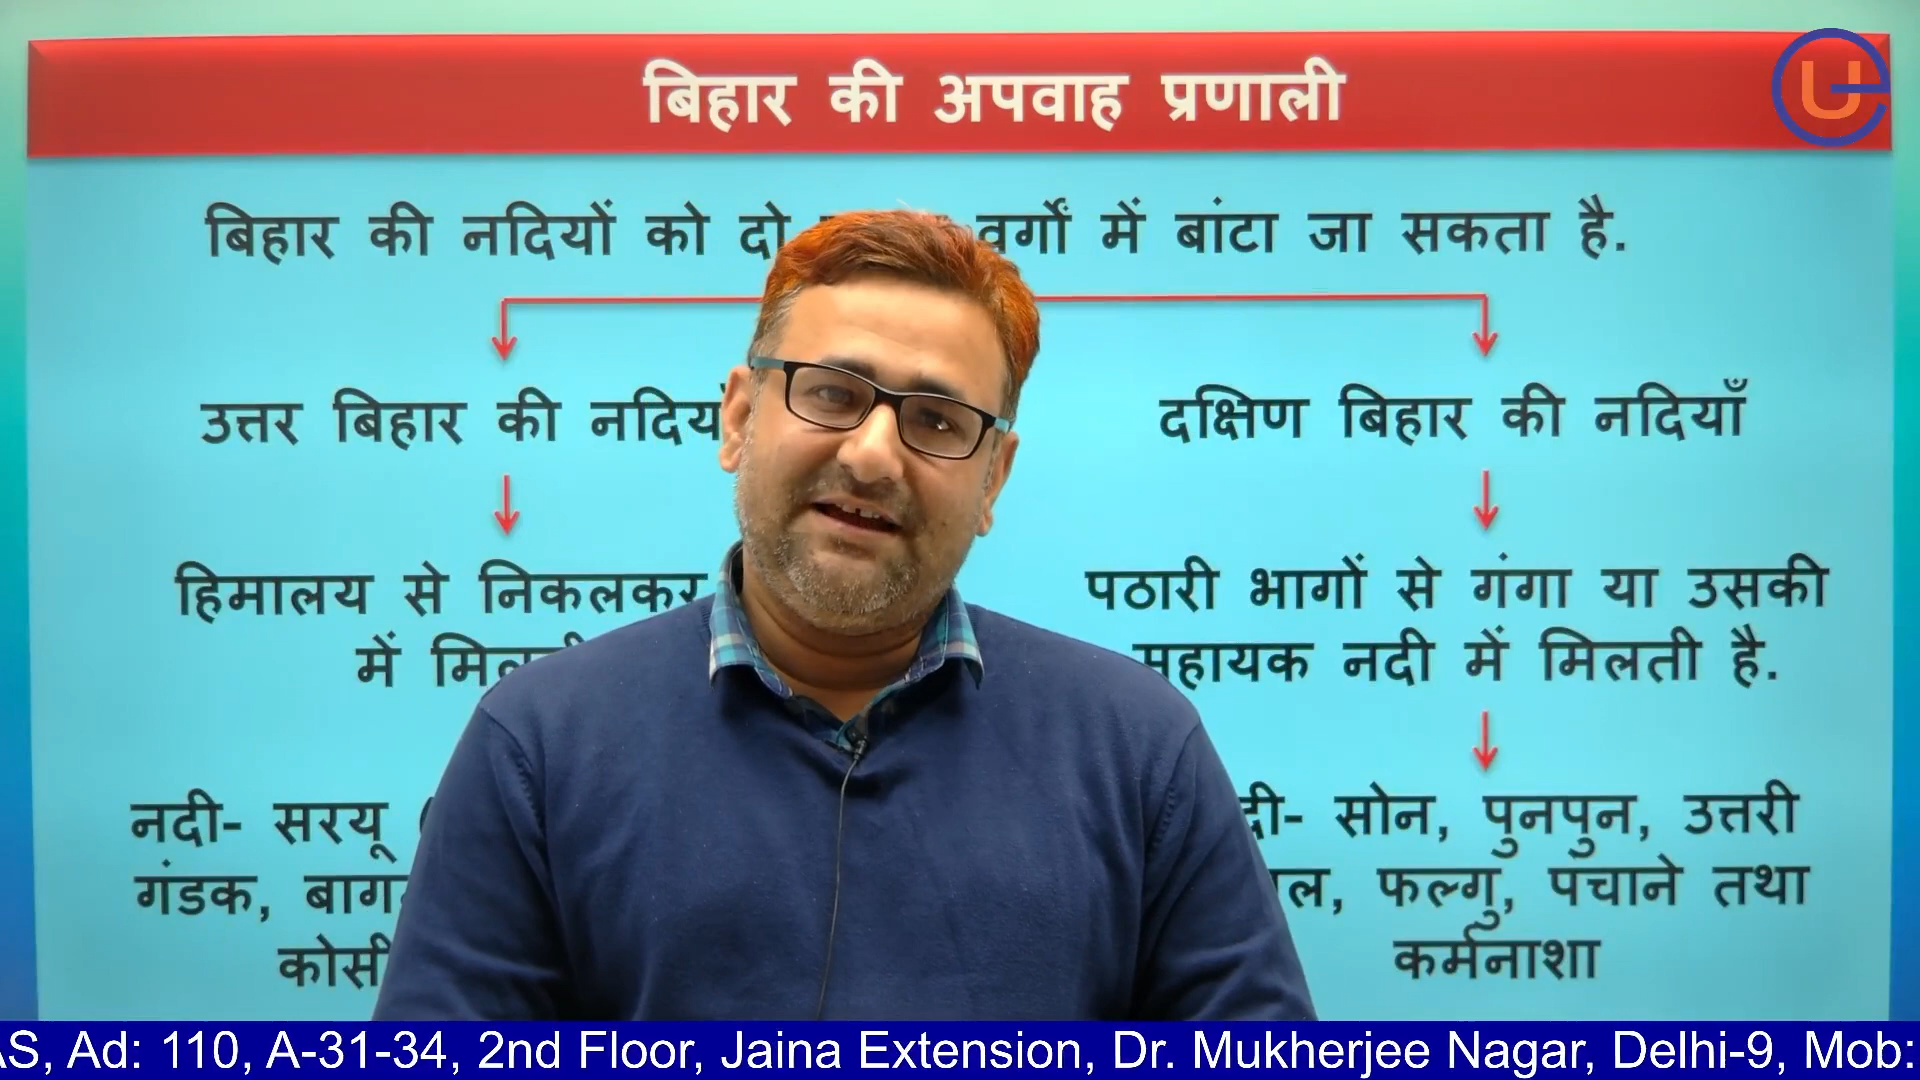 बिहार की अपवाह प्रणाली
बिहार की नदियों को दो वर्गों में बांटा जा सकता है.
उत्तर बिहार की
दक्षिण बिहार की नदियाँ
हिमालय से निकलकर
में
पठारी भागों से गंगा या उसकी
सहायक नदी में मिलती है.
नदी- सरयू
गंडक,
कोसी
सोन, पुनपुन, उत्तरी
फल्गु, पंचाने तथा
कर्मनाशा
AS, Ad: 110, A-31-34, 2nd Floor, Jaina Extension, Dr. Mukherjee Nagar, Delhi-9, Mob: